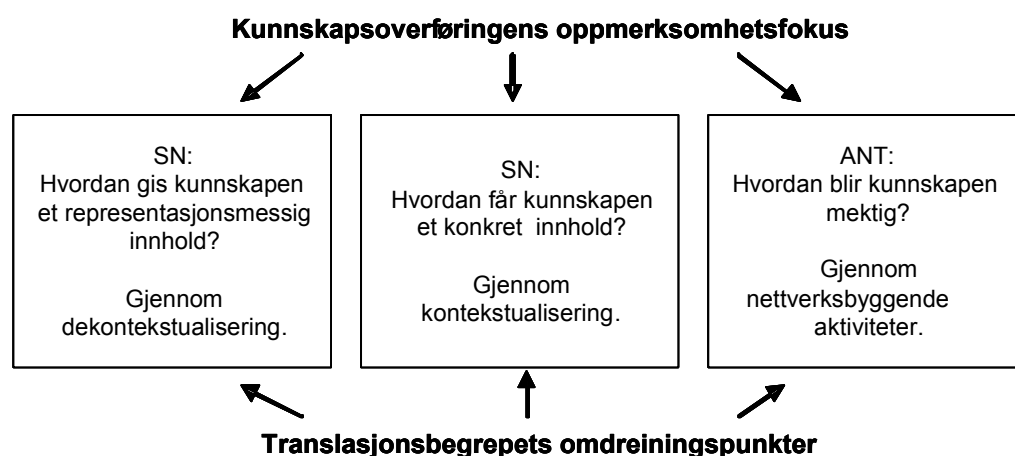 Kunnskapsoverføringens oppmerksomhetsfokus
SN:
Hvordan gis kunnskapen
et representasjonsmessig
innhold?
Gjennom
dekontekstualisering.
SN:
Hvordan får kunnskapen
et konkret innhold?
Gjennom
kontekstualisering.
ANT:
Hvordan blir kunnskapen
mektig?
Gjennom
nettverksbyggende
aktiviteter.
Translasjonsbegrepets omdreiningspunkter